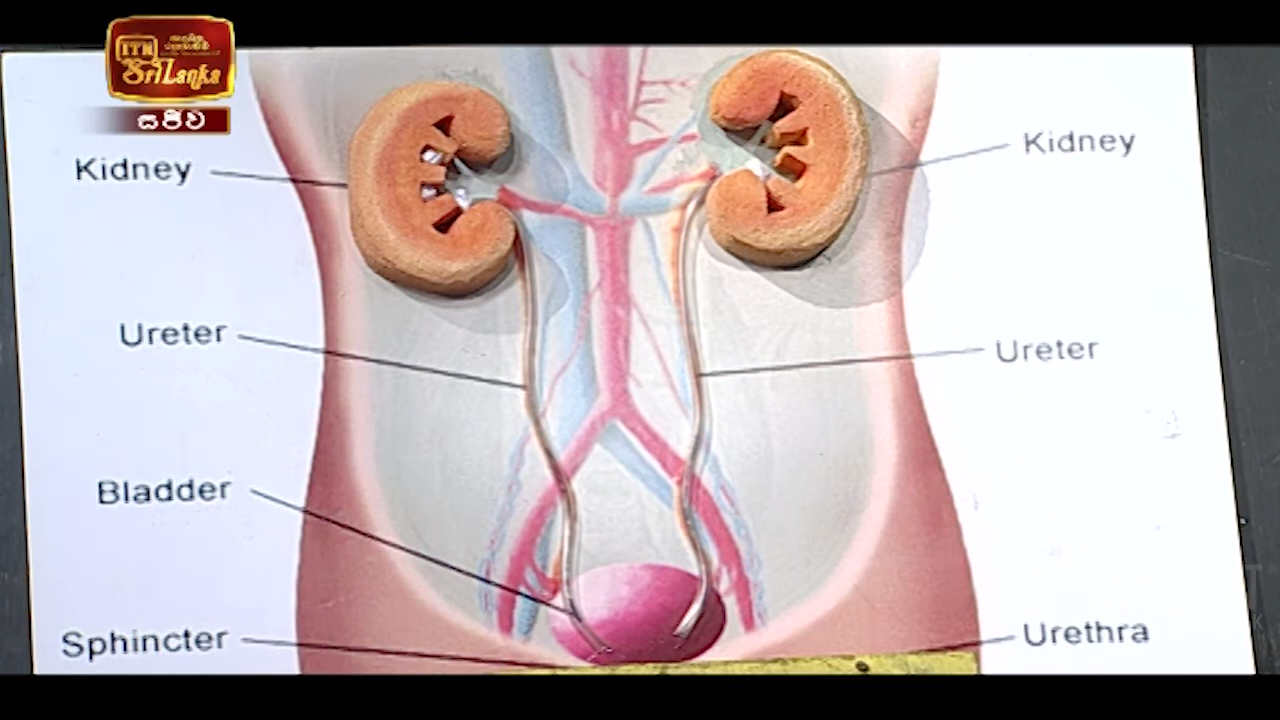 ITN
Sri Lanka
සජීව
Kidney
Kidney
Ureter
Ureter
Bladder
Sphincter
Urethra